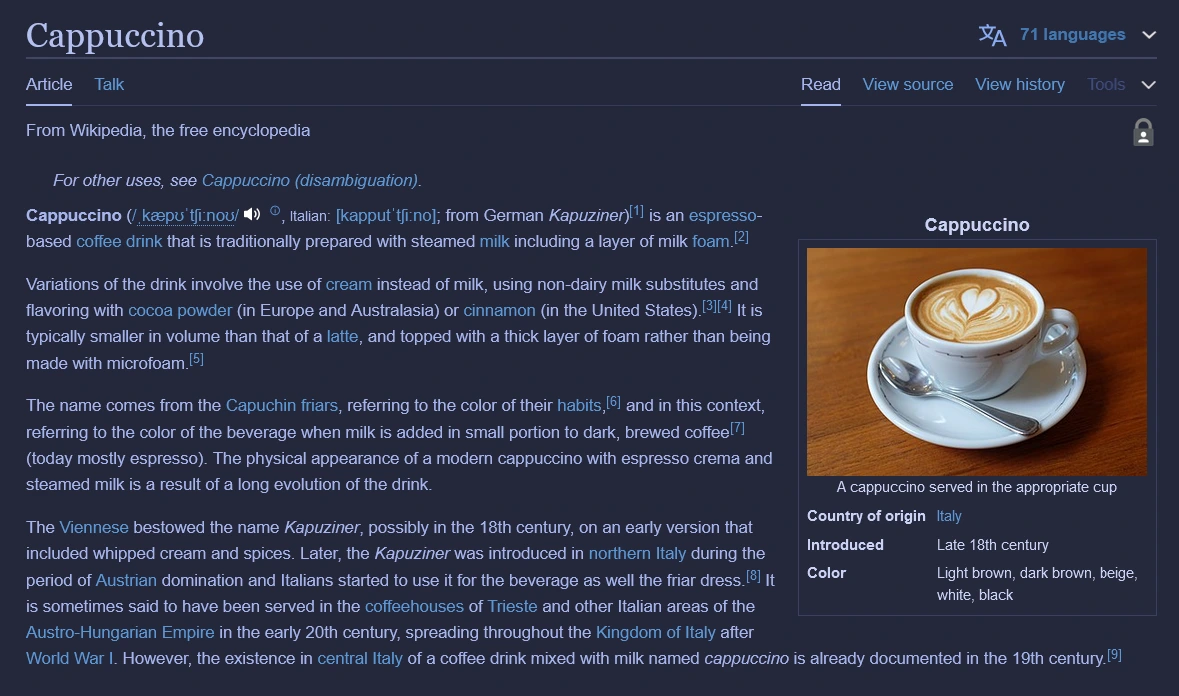 Cappuccino
71 languages
Article Talk Read View source View history Tools
From Wikipedia, the free encyclopedia
For other uses, see Cappuccino (disambiguation).
Cappuccino (/ˌkæpʊˈtʃiːnoʊ/ ⓘ, Italian: [kapputˈtʃiːno]; from German Kapuziner)[1] is an espresso-
based coffee drink that is traditionally prepared with steamed milk including a layer of milk foam.[2]
Variations of the drink involve the use of cream instead of milk, using non-dairy milk substitutes and
flavoring with cocoa powder (in Europe and Australasia) or cinnamon (in the United States).[3][4] It is
typically smaller in volume than that of a latte, and topped with a thick layer of foam rather than being
made with microfoam.[5]
The name comes from the Capuchin friars, referring to the color of their habits,[6] and in this context,
referring to the color of the beverage when milk is added in small portion to dark, brewed coffee[7]
(today mostly espresso). The physical appearance of a modern cappuccino with espresso crema and
steamed milk is a result of a long evolution of the drink.
The Viennese bestowed the name Kapuziner, possibly in the 18th century, on an early version that
included whipped cream and spices. Later, the Kapuziner was introduced in northern Italy during the
period of Austrian domination and Italians started to use it for the beverage as well the friar dress.[8] It
is sometimes said to have been served in the coffeehouses of Trieste and other Italian areas of the
Austro-Hungarian Empire in the early 20th century, spreading throughout the Kingdom of Italy after
World War I. However, the existence in central Italy of a coffee drink mixed with milk named cappuccino is already documented in the 19th century.[9]
Cappuccino
A cappuccino served in the appropriate cup
Country of origin Italy
Introduced Late 18th century
Color Light brown, dark brown, beige,
white, black